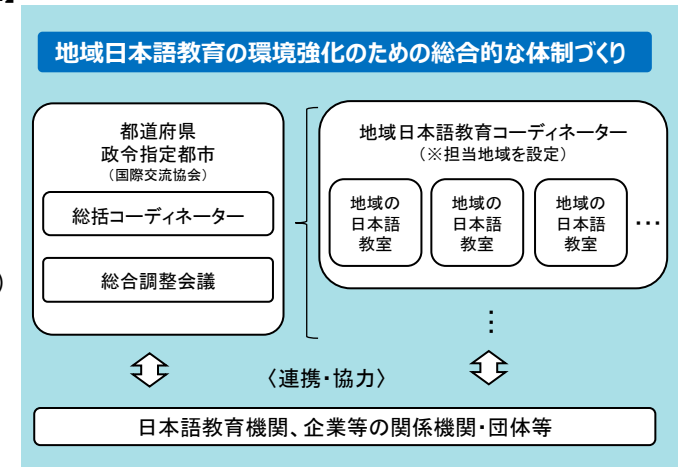 地域日本語教育の環境強化のための総合的な体制づくり
都道府県
政令指定都市
（国際交流協会）
総括コーディネーター
総合調整会議
地域日本語教育コーディネーター
（※担当地域を設定）
地域の
日本語
教室
地域の
日本語
教室
地域の
日本語
教室
…
⋮
）
〈連携・協力〉
日本語教育機関、企業等の関係機関・団体等